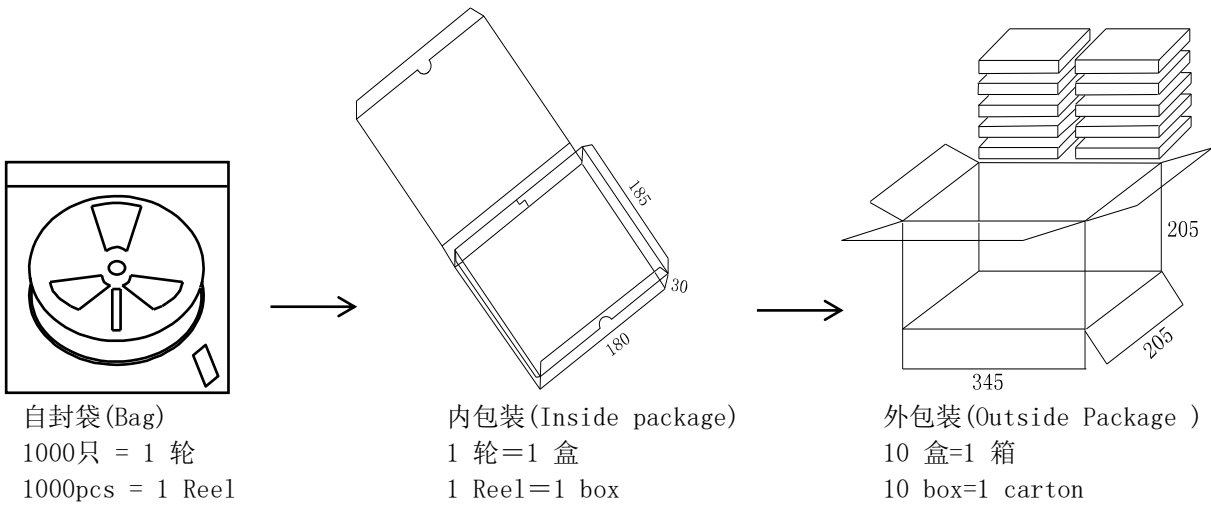 185
30
180
205
205
345
自封袋(Bag)
1000只 = 1 轮
1000pcs = 1 Reel
内包装(Inside package)
1 轮＝1 盒
1 Reel＝1 box
外包装(Outside Package )
10 盒=1 箱
10 box=1 carton